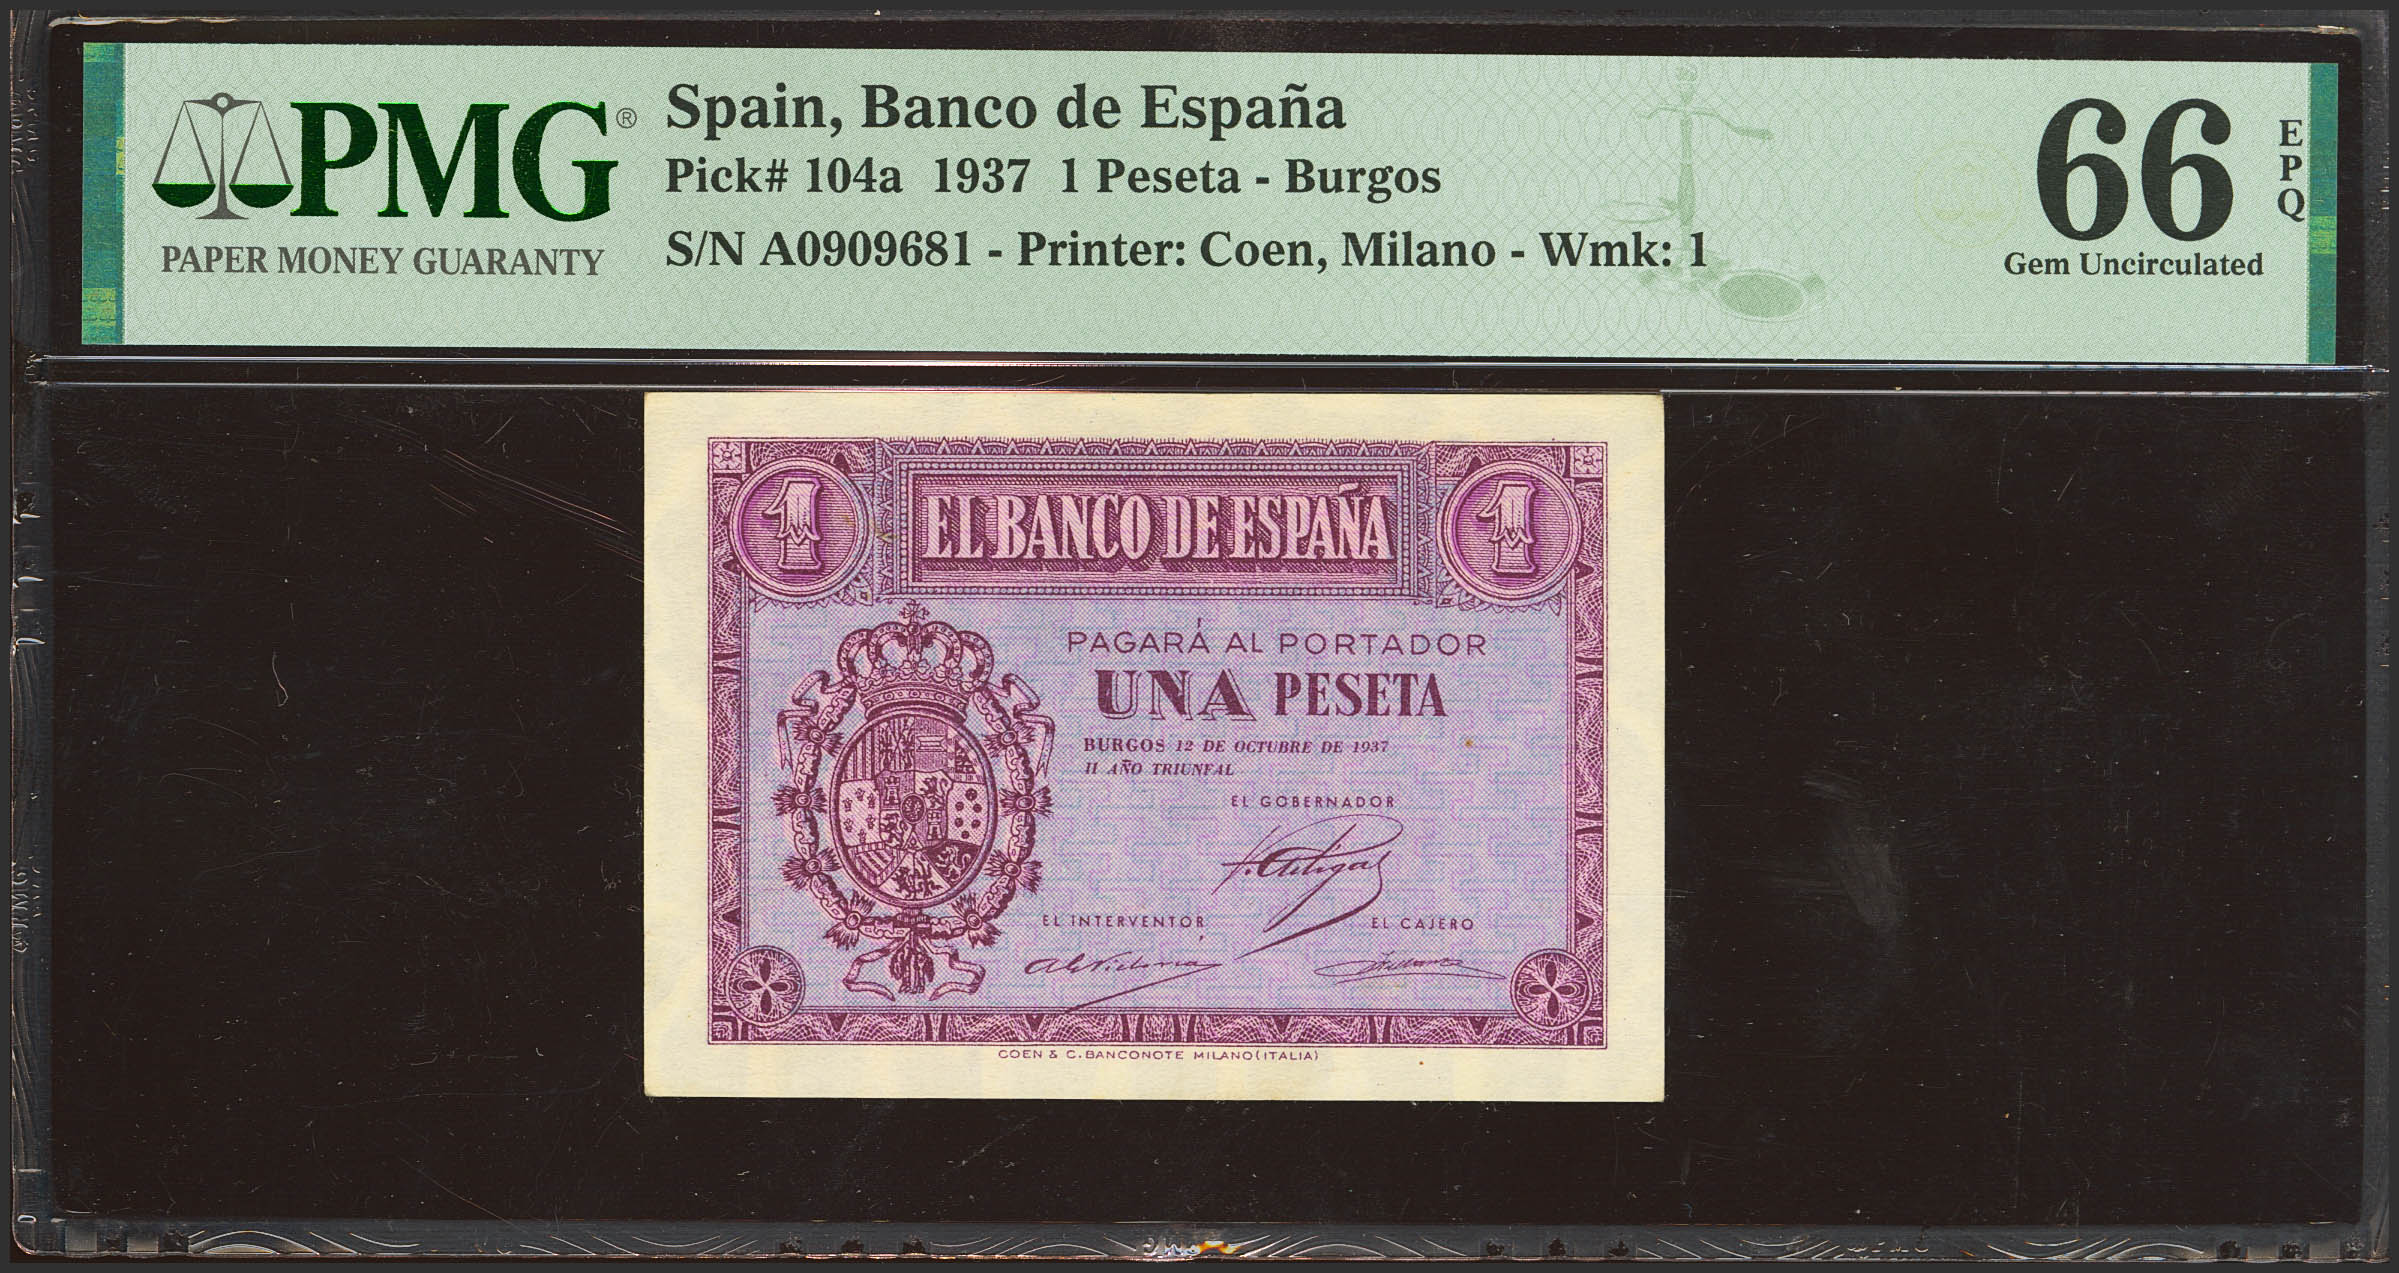 PMG®
PAPER MONEY GUARANTY
Spain, Banco de España
Pick# 104a 1937 1 Peseta - Burgos
S/N A0909681 - Printer: Coen, Milano - Wmk: 1
66
EPQ
Gem Uncirculated
1
EL BANCO DE ESPAÑA
1
PAGARÁ AL PORTADOR
UNA PESETA
BURGOS 12 DE OCTUBRE DE 1937
II AÑO TRIUNFAL
EL GOBERNADOR
EL INTERVENTOR,
EL CAJERO
COEN & C. BANCONOTE MILANO (ITALIA)